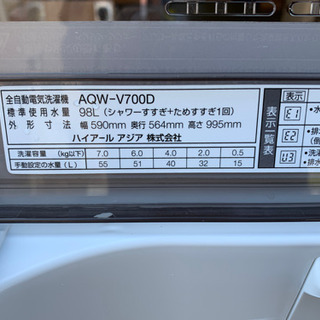 全自動電気洗濯機 AQW-V700D
標準使用水量 98L（シャワーすすぎ+ためすすぎ1回）
外形寸法 幅 590mm 奥行 564mm 高さ 995mm
ハイアール アジア 株式会社
洗濯容量 (kg以下) 7.0 6.0 4.0 2.0 0.5
手動設定の水量 (L) 55 51 40 32 15
表示一覧表
表示
E1
E2
U3